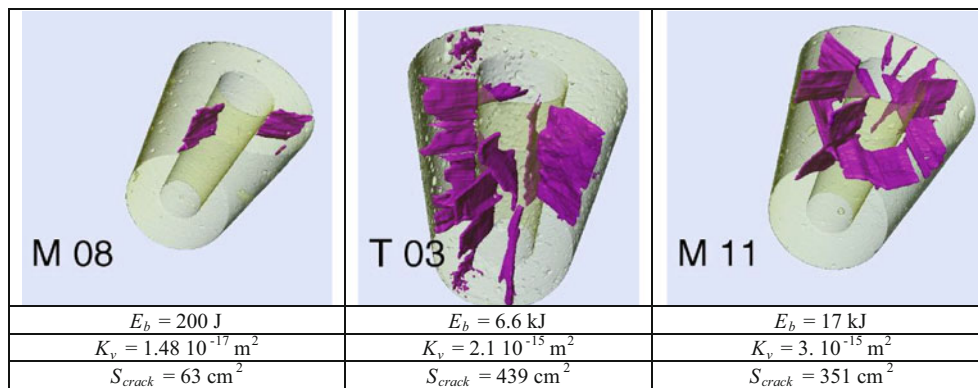 M 08
T 03
M 11
E_b = 200 J
E_b = 6.6 kJ
E_b = 17 kJ
K_v = 1.48 10^-17 m^2
K_v = 2.1 10^-15 m^2
K_v = 3. 10^-15 m^2
S_crack = 63 cm^2
S_crack = 439 cm^2
S_crack = 351 cm^2